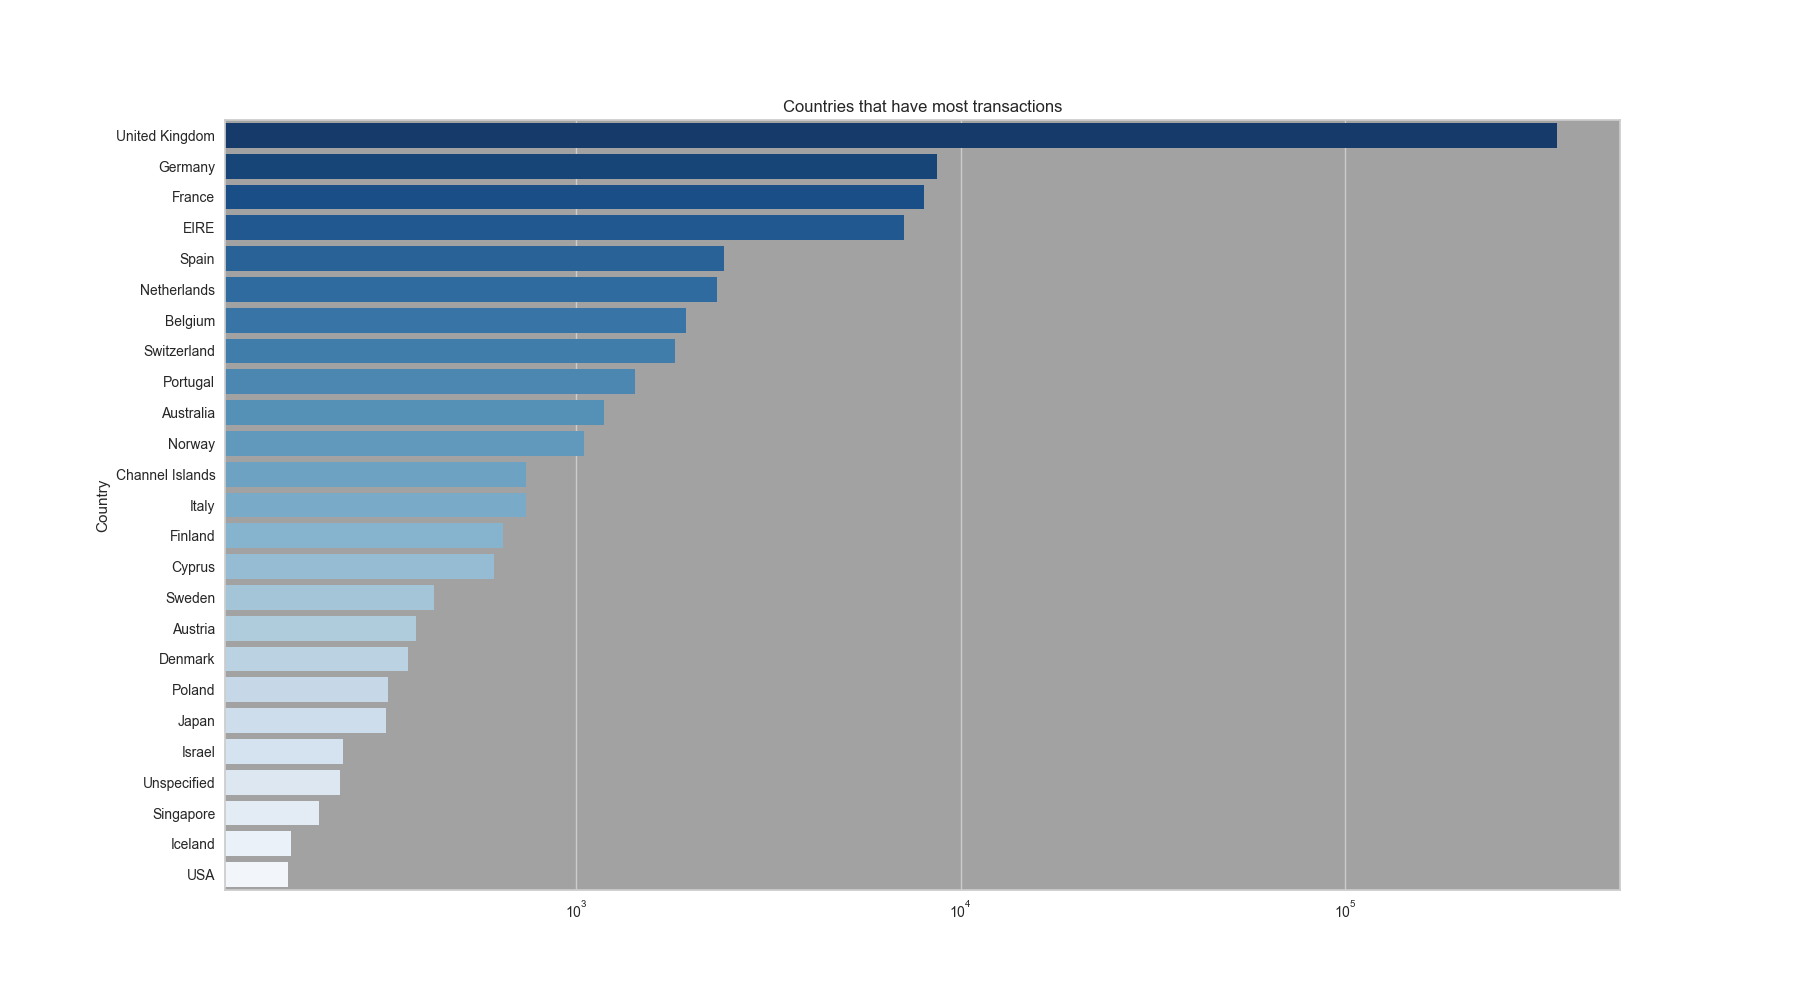 Countries that have most transactions
United Kingdom
Germany
France
EIRE
Spain
Netherlands
Belgium
Switzerland
Portugal
Australia
Norway
Channel Islands
Italy
Finland
Cyprus
Sweden
Austria
Denmark
Poland
Japan
Israel
Unspecified
Singapore
Iceland
USA
Country
10³ 10⁴ 10⁵